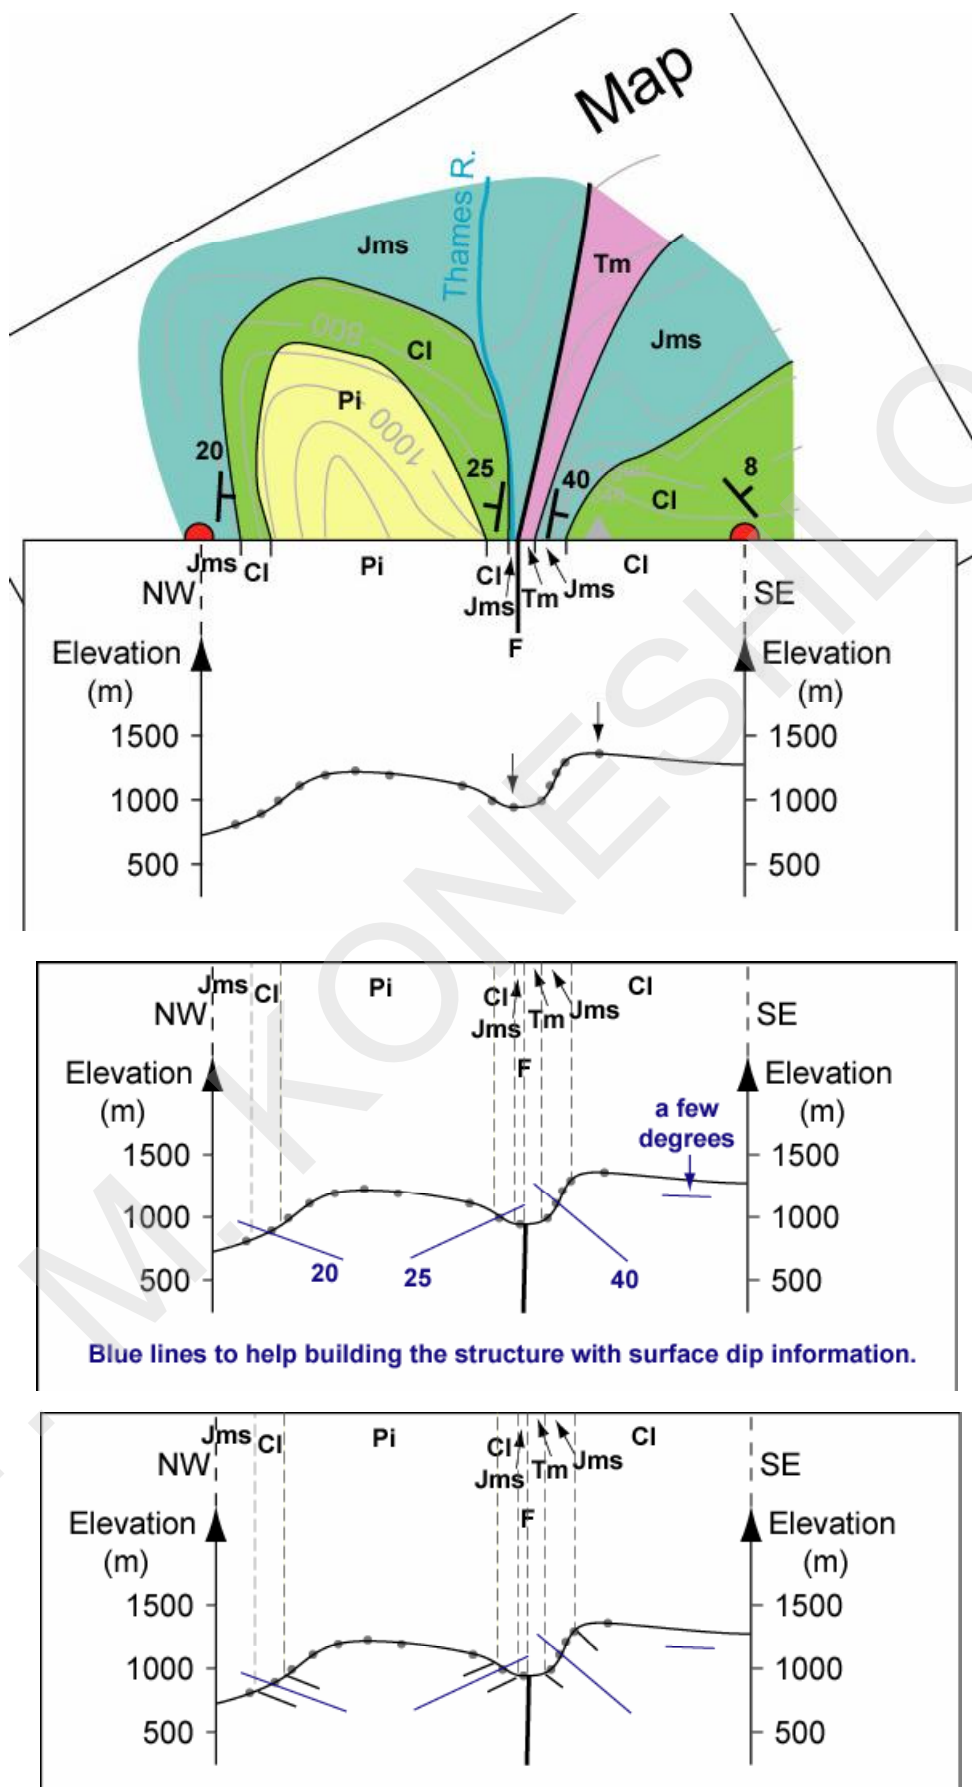 Map
Thames R.
Jms
Tm
800
Cl
Jms
Pi
1000
20
25
40
8
Cl
Jms Cl Pi Cl Cl
Jms Tm Jms
NW SE
F
Elevation Elevation
(m) (m)
1500 1500
1000 1000
500 500
Jms Cl Pi Cl Cl
Jms Tm Jms
NW SE
F
Elevation Elevation
(m) (m)
a few
degrees
1500 1500
1000 1000
500 500
20 25 40
Blue lines to help building the structure with surface dip information.
Jms Cl Pi Cl Cl
Jms Tm Jms
NW SE
F
Elevation Elevation
(m) (m)
1500 1500
1000 1000
500 500
M. KONESHLO